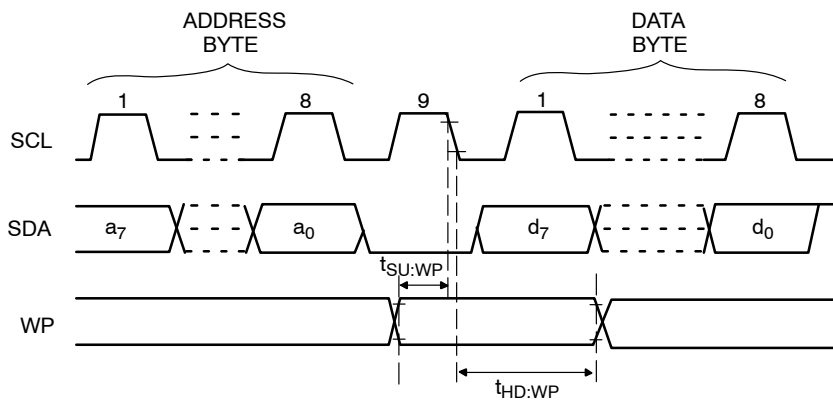 ADDRESS
BYTE
DATA
BYTE
1 8 9 1 8
SCL
SDA a7 a0 d7 d0
tSU:WP
WP
tHD:WP